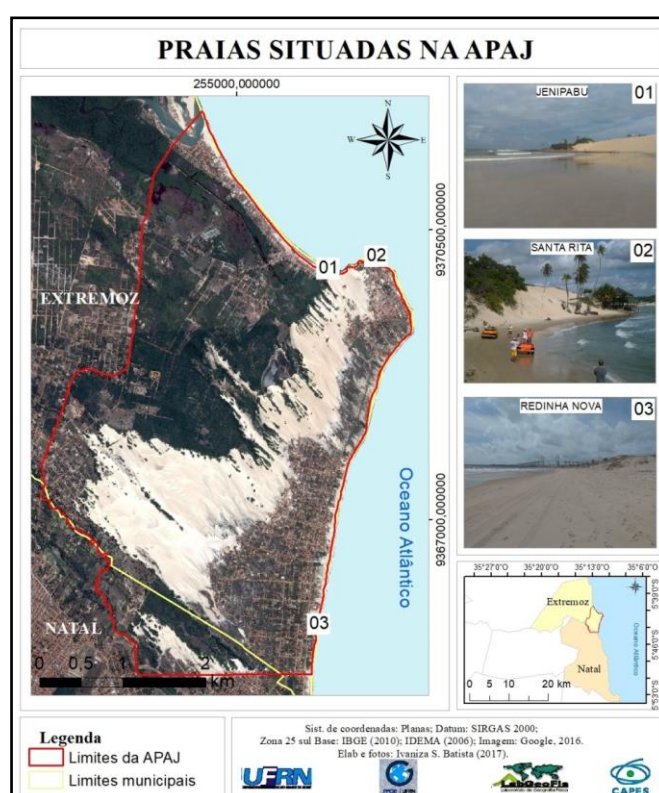 PRAIAS SITUADAS NA APAJ
255000,000000
N
W E
S
9370500,000000
9367000,000000
01
02
EXTREMOZ
Oceano Atlântico
03
NATAL
0 0.5 1 2
km
JENIPABU 01
SANTA RITA 02
REDINHA NOVA 03
35°27'0"O 35°20'0"O 35°13'0"O 35°6'0"O
Extremoz
Natal
Oceano Atlântico
0 5 10 20 km
Legenda
Limites da APAJ
Limites municipais
Sist. de coordenadas: Planas; Datum: SIRGAS 2000;
Zona 25 sul Base: IBGE (2010); IDEMA (2006); Imagem: Google, 2016.
Elab e fotos: Ivaniza S. Batista (2017).
UFRN
LabGeoFis
CAPES